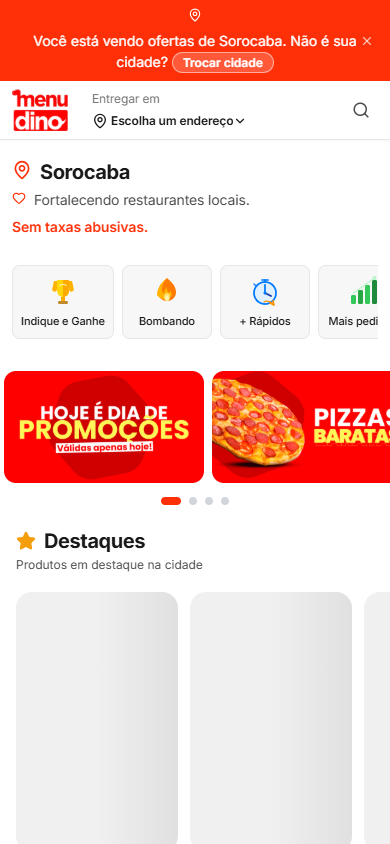 Você está vendo ofertas de Sorocaba. Não é sua
cidade? Trocar cidade
menu
dino
Entregar em
Escolha um endereço
Sorocaba
Fortalecendo restaurantes locais.
Sem taxas abusivas.
Indique e Ganhe
Bombando
+ Rápidos
Mais pedi
HOJE É DIA DE
PROMOÇÕES
Válidas apenas hoje!
PIZZAS
BARATAS
Destaques
Produtos em destaque na cidade